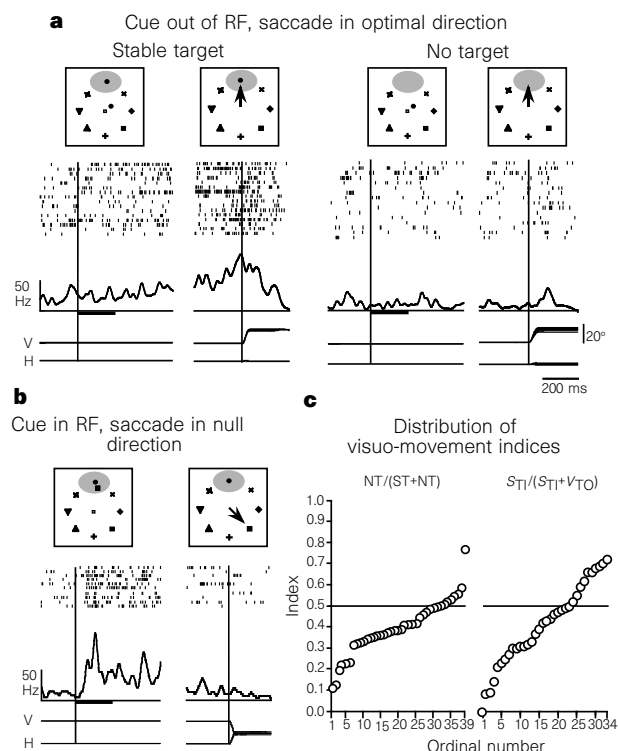 a Cue out of RF, saccade in optimal direction
Stable target
No target
50
Hz
V
H
20°
200 ms
b
Cue in RF, saccade in null
direction
50
Hz
V
H
c
Distribution of
visuo-movement indices
NT/(ST+NT)
STI/(STI+VTO)
Index
1.0
0.9
0.8
0.7
0.6
0.5
0.4
0.3
0.2
0.1
0.0
1 5 10 15 20 25 30 35 39
1 5 10 15 20 25 30 34
Ordinal number